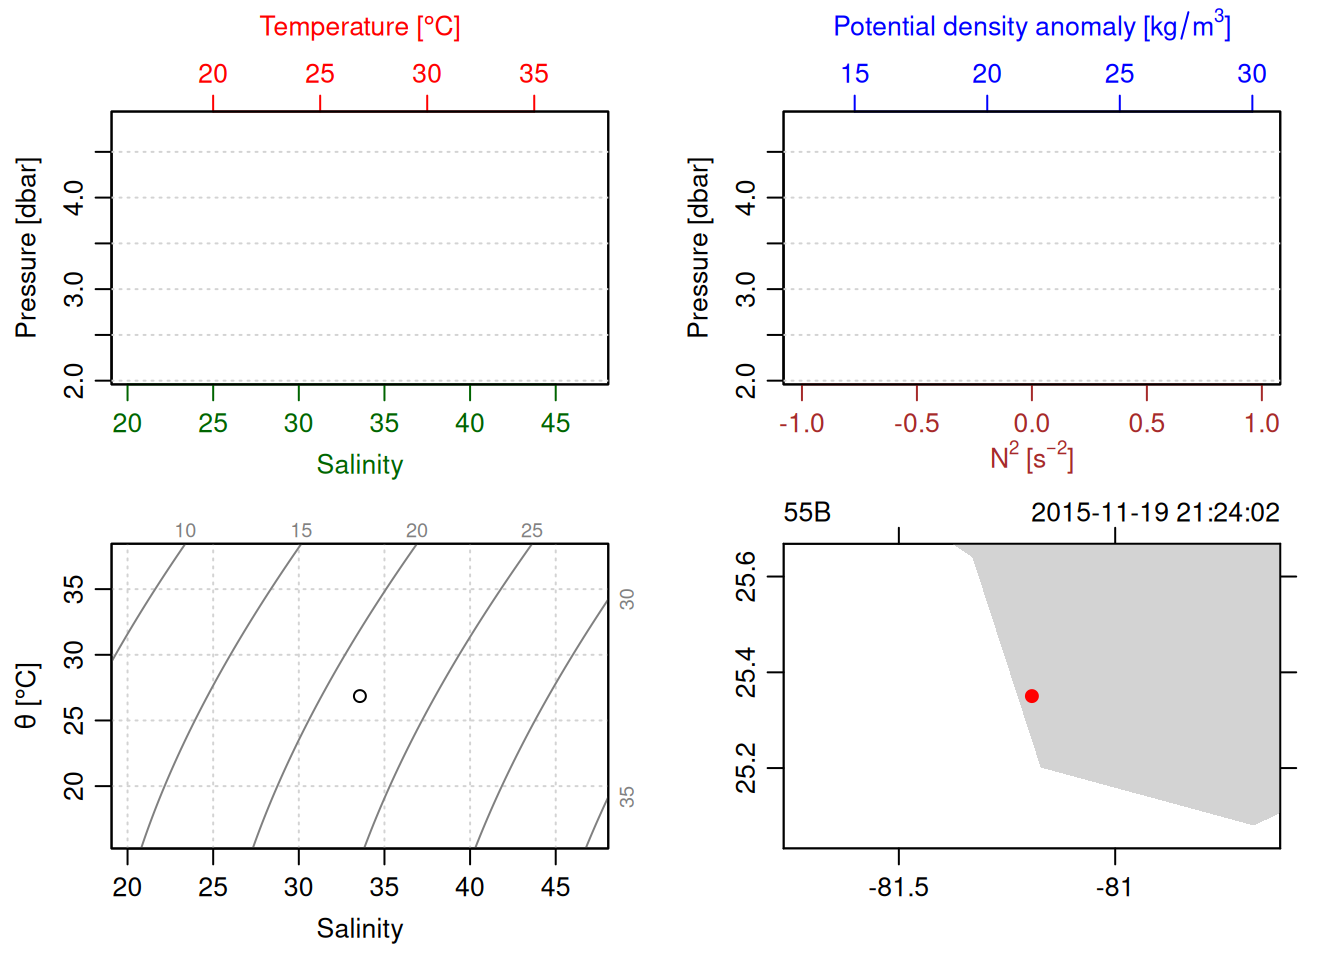 Temperature [°C]
20 25 30 35
Pressure [dbar]
4.0
3.0
2.0
20 25 30 35 40 45
Salinity
Potential density anomaly [kg/m³]
15 20 25 30
Pressure [dbar]
4.0
3.0
2.0
-1.0 -0.5 0.0 0.5 1.0
N² [s⁻²]
10 15 20 25
30
35
θ [°C]
35
30
25
20
20 25 30 35 40 45
Salinity
55B 2015-11-19 21:24:02
25.6
25.4
25.2
-81.5 -81